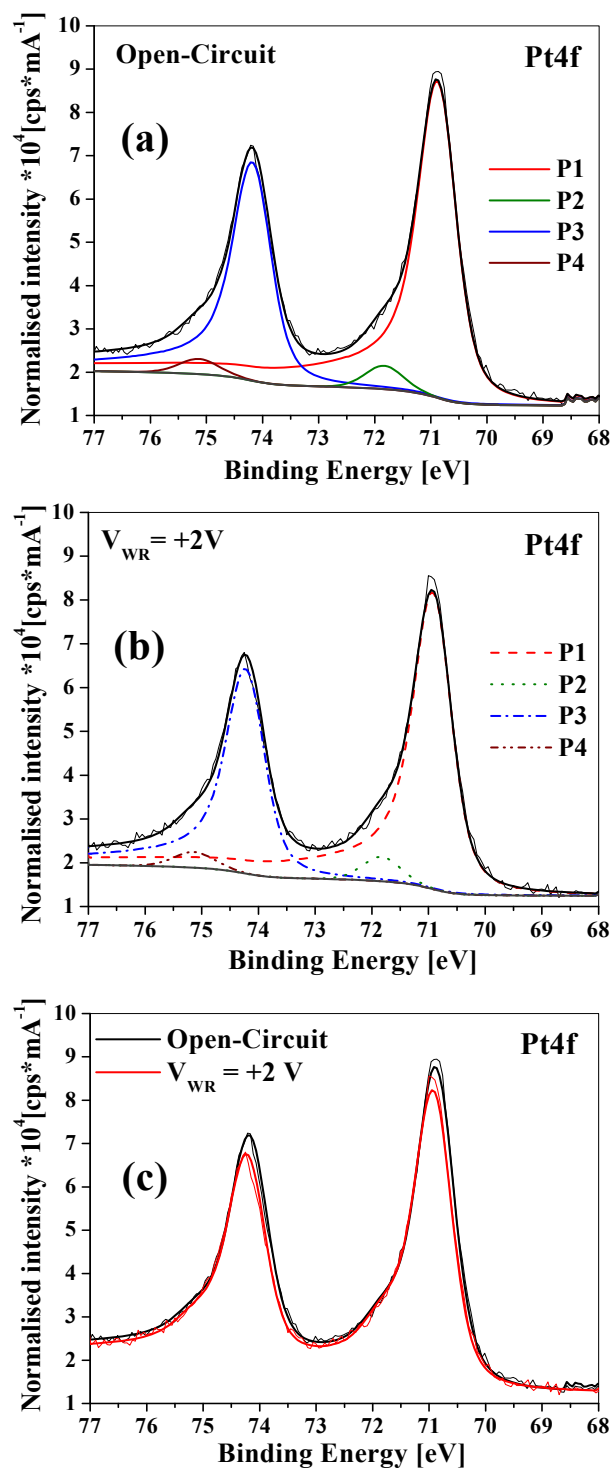 Open-Circuit Pt4f
(a)
P1
P2
P3
P4
Normalised intensity *10⁴[cps*mA⁻¹]
10
9
8
7
6
5
4
3
2
1
77 76 75 74 73 72 71 70 69 68
Binding Energy [eV]
V_WR = +2V Pt4f
(b)
P1
P2
P3
P4
Normalised intensity *10⁴[cps*mA⁻¹]
10
9
8
7
6
5
4
3
2
1
77 76 75 74 73 72 71 70 69 68
Binding Energy [eV]
Open-Circuit Pt4f
V_WR = +2 V
(c)
Normalised intensity *10⁴[cps*mA⁻¹]
10
9
8
7
6
5
4
3
2
1
77 76 75 74 73 72 71 70 69 68
Binding Energy [eV]